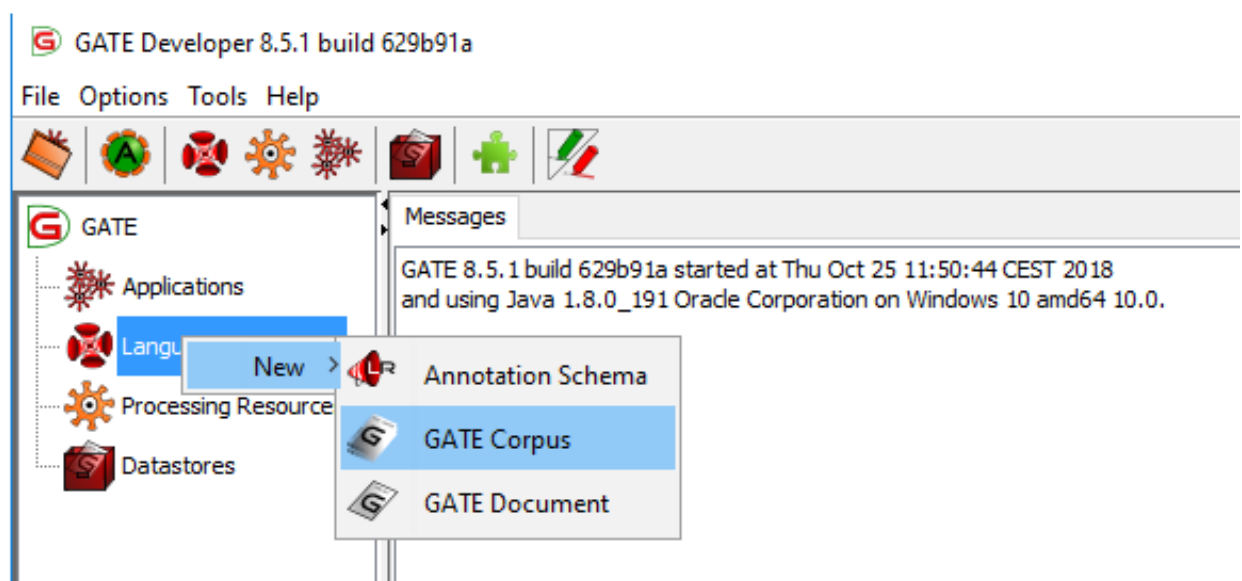 GATE Developer 8.5.1 build 629b91a
File Options Tools Help
GATE
Messages
GATE 8.5.1 build 629b91a started at Thu Oct 25 11:50:44 CEST 2018
and using Java 1.8.0_191 Oracle Corporation on Windows 10 amd64 10.0.
Applications
Langu
New
Annotation Schema
Processing Resource
GATE Corpus
Datastores
GATE Document